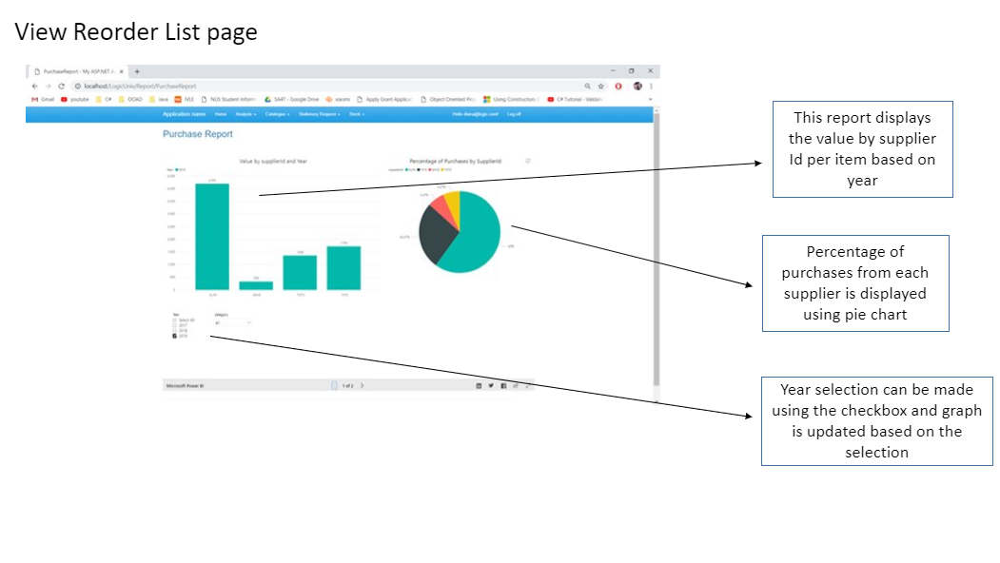 View Reorder List page
PurchaseReport - My ASP.NET A
localhost/LogicUniv/Report/PurchaseReport
Gmail youtube C# OOAD Java IVLE NUS Student Inform SA47 - Google Drive xiaomi Apply Grant Applicat Object Oriented Pro Using Constructors C# Tutorial - Validat
Application name Home Analysis Catalogue Stationery Request Stock Hello diana@logic.com! Log off
Purchase Report
Value by supplierId and Year
Percentage of Purchases by SupplierId
Year
Select All
2017
2018
2019
Category
All
Microsoft Power BI
1 of 2
This report displays
the value by supplier
Id per item based on
year
Percentage of
purchases from each
supplier is displayed
using pie chart
Year selection can be made
using the checkbox and graph
is updated based on the
selection